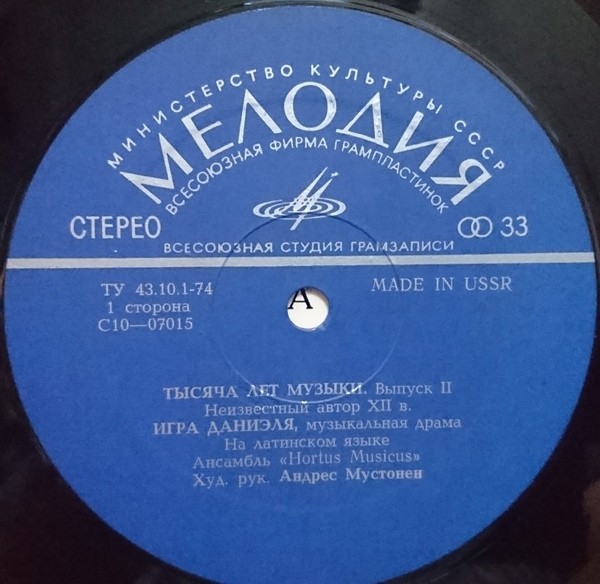 МИНИСТЕРСТВО КУЛЬТУРЫ СССР
МЕЛОДИЯ
ВСЕСОЮЗНАЯ ФИРМА ГРАМПЛАСТИНОК
СТЕРЕО
33
ВСЕСОЮЗНАЯ СТУДИЯ ГРАМЗАПИСИ
ТУ 43.10.1-74
MADE IN USSR
1 сторона
С10—07015
А
ТЫСЯЧА ЛЕТ МУЗЫКИ. Выпуск II
Неизвестный автор XII в.
ИГРА ДАНИЭЛЯ, музыкальная драма
На латинском языке
Ансамбль «Hortus Musicus»
Худ. рук. Андрес Мустонен